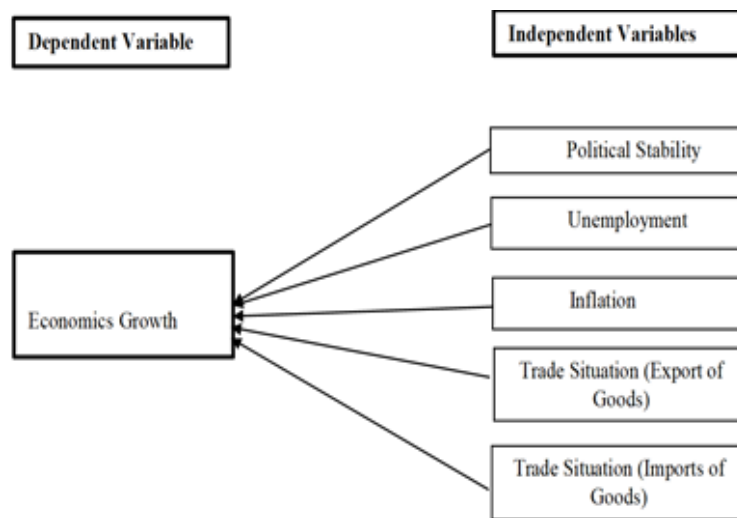 Dependent Variable
Independent Variables
Political Stability
Unemployment
Inflation
Economics Growth
Trade Situation (Export of
Goods)
Trade Situation (Imports of
Goods)